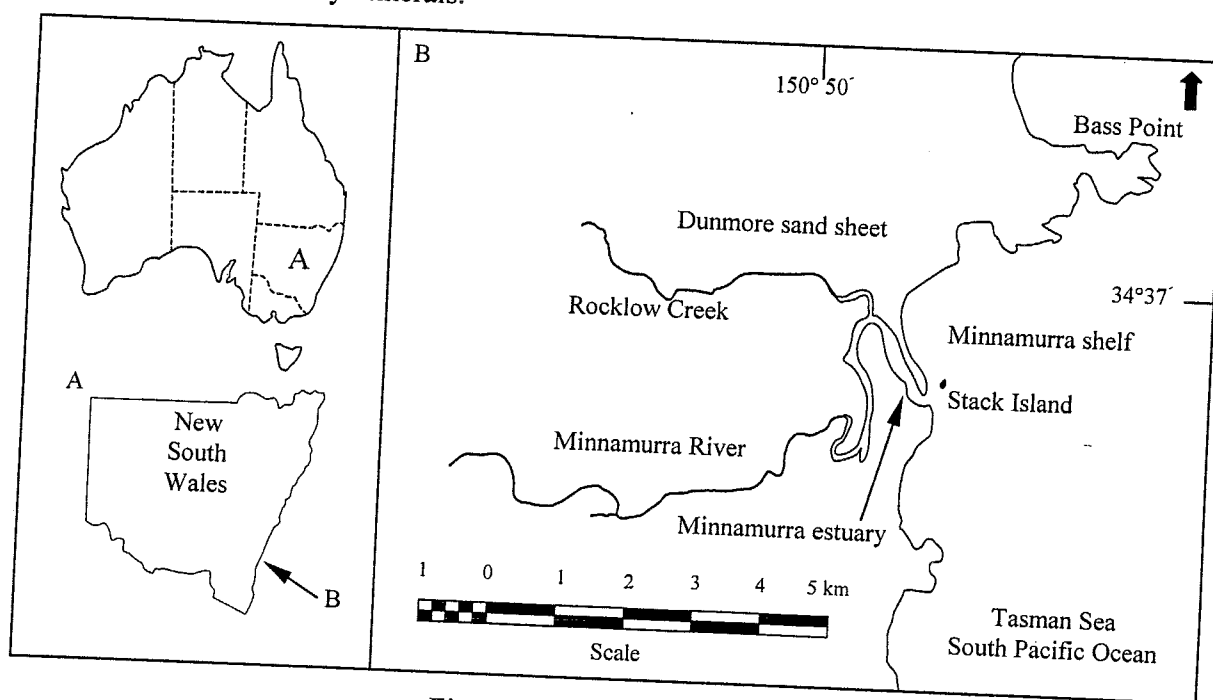 minerals.
A
A
New
South
Wales
B
B
150° 50´
Bass Point
Dunmore sand sheet
34°37´
Rocklow Creek
Minnamurra shelf
Stack Island
Minnamurra River
Minnamurra estuary
1 0 1 2 3 4 5 km
Scale
Tasman Sea
South Pacific Ocean